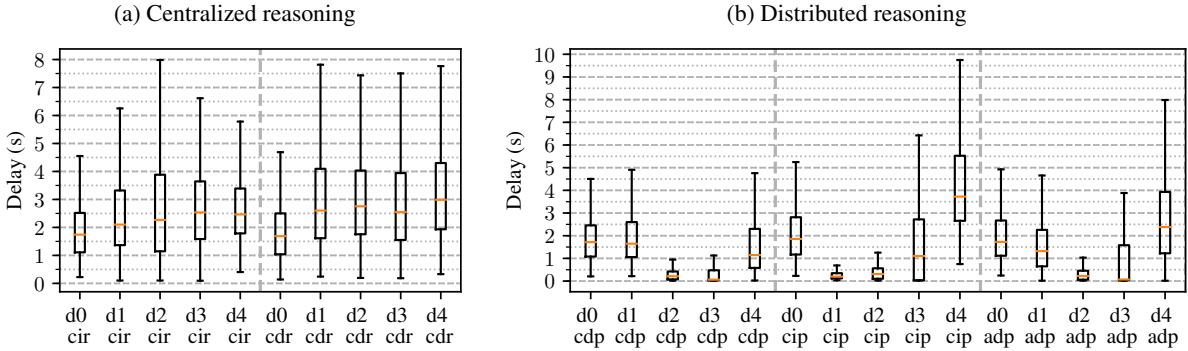 (a) Centralized reasoning
Delay (s)
8
7
6
5
4
3
2
1
0
d0 d1 d2 d3 d4 d0 d1 d2 d3 d4
cir cir cir cir cir cdr cdr cdr cdr cdr
(b) Distributed reasoning
Delay (s)
10
9
8
7
6
5
4
3
2
1
0
d0 d1 d2 d3 d4 d0 d1 d2 d3 d4 d0 d1 d2 d3 d4
cdp cdp cdp cdp cdp cip cip cip cip cip adp adp adp adp adp